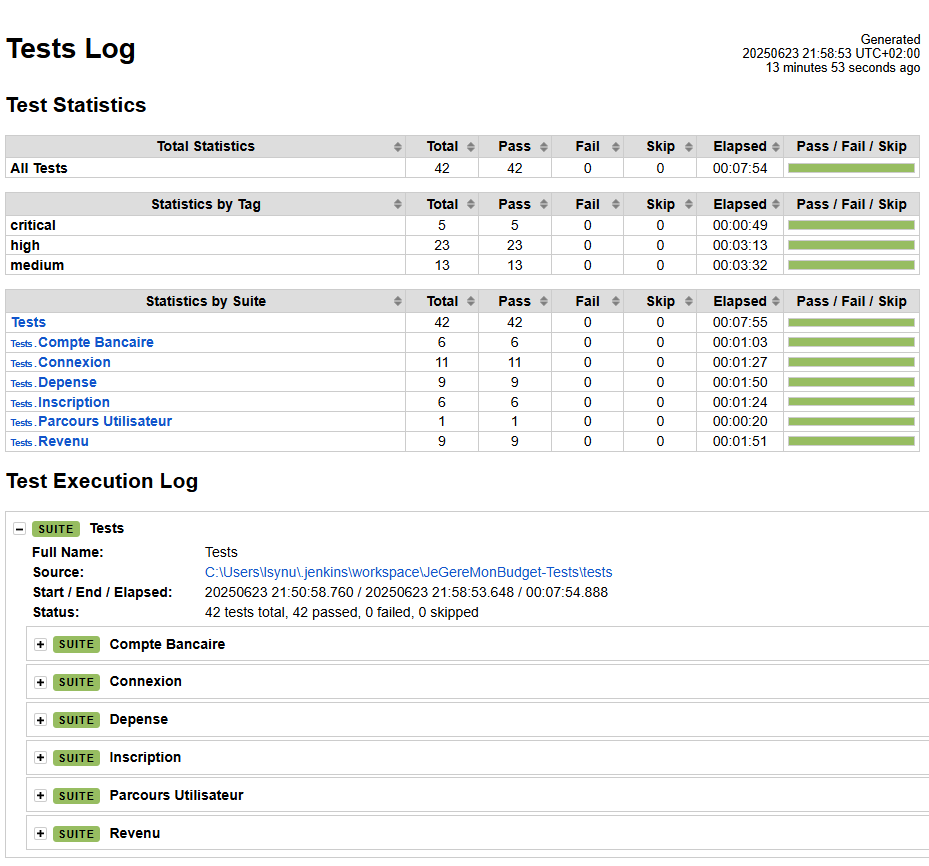 Tests Log
Generated
20250623 21:58:53 UTC+02:00
13 minutes 53 seconds ago
Test Statistics
Total Statistics Total Pass Fail Skip Elapsed Pass / Fail / Skip
All Tests 42 42 0 0 00:07:54
Statistics by Tag Total Pass Fail Skip Elapsed Pass / Fail / Skip
critical 5 5 0 0 00:00:49
high 23 23 0 0 00:03:13
medium 13 13 0 0 00:03:32
Statistics by Suite Total Pass Fail Skip Elapsed Pass / Fail / Skip
Tests 42 42 0 0 00:07:55
Tests . Compte Bancaire 6 6 0 0 00:01:03
Tests . Connexion 11 11 0 0 00:01:27
Tests . Depense 9 9 0 0 00:01:50
Tests . Inscription 6 6 0 0 00:01:24
Tests . Parcours Utilisateur 1 1 0 0 00:00:20
Tests . Revenu 9 9 0 0 00:01:51
Test Execution Log
SUITE Tests
Full Name: Tests
Source: C:\Users\lsynu\.jenkins\workspace\JeGereMonBudget-Tests\tests
Start / End / Elapsed: 20250623 21:50:58.760 / 20250623 21:58:53.648 / 00:07:54.888
Status: 42 tests total, 42 passed, 0 failed, 0 skipped
SUITE Compte Bancaire
SUITE Connexion
SUITE Depense
SUITE Inscription
SUITE Parcours Utilisateur
SUITE Revenu